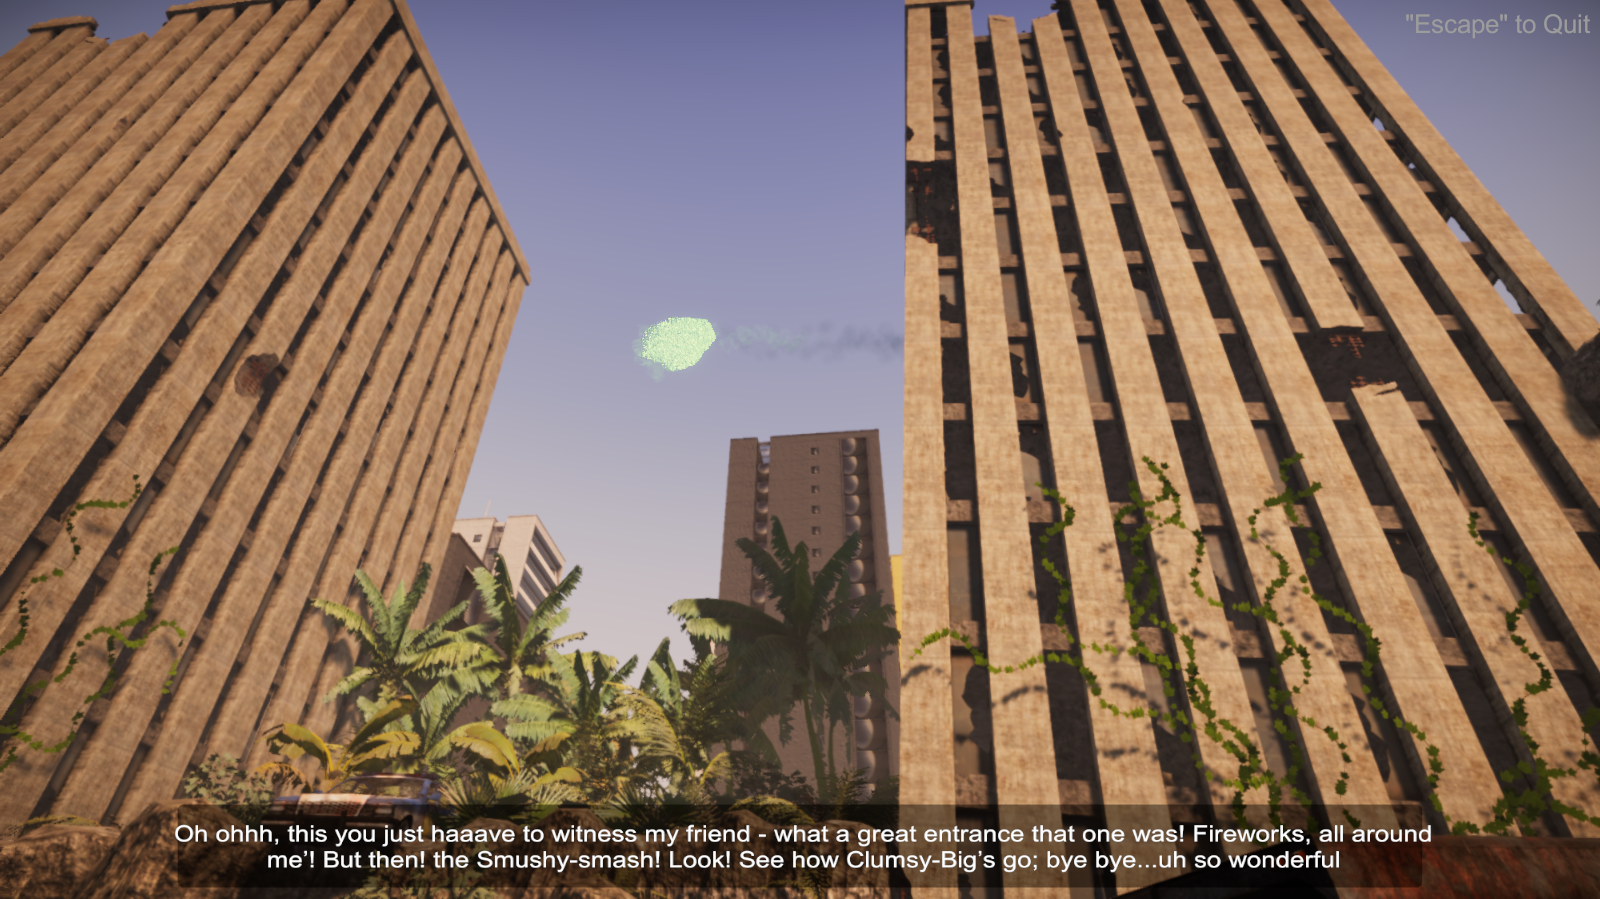 "Escape" to Quit
Oh ohhh, this you just haaave to witness my friend - what a great entrance that one was! Fireworks, all around
me'! But then! the Smushy-smash! Look! See how Clumsy-Big's go; bye bye...uh so wonderful